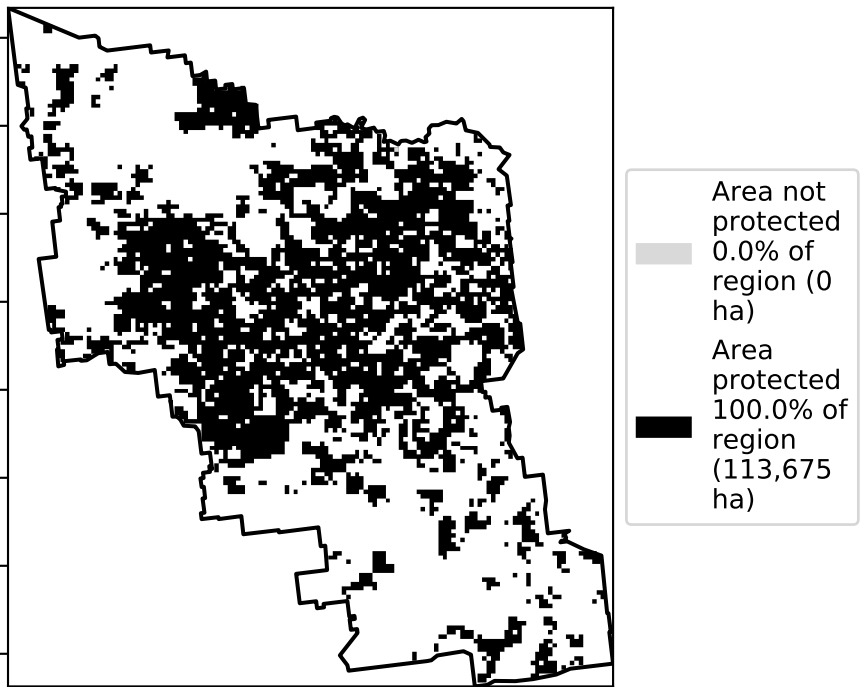 Area not
protected
0.0% of
region (0
ha)
Area
protected
100.0% of
region
(113,675
ha)